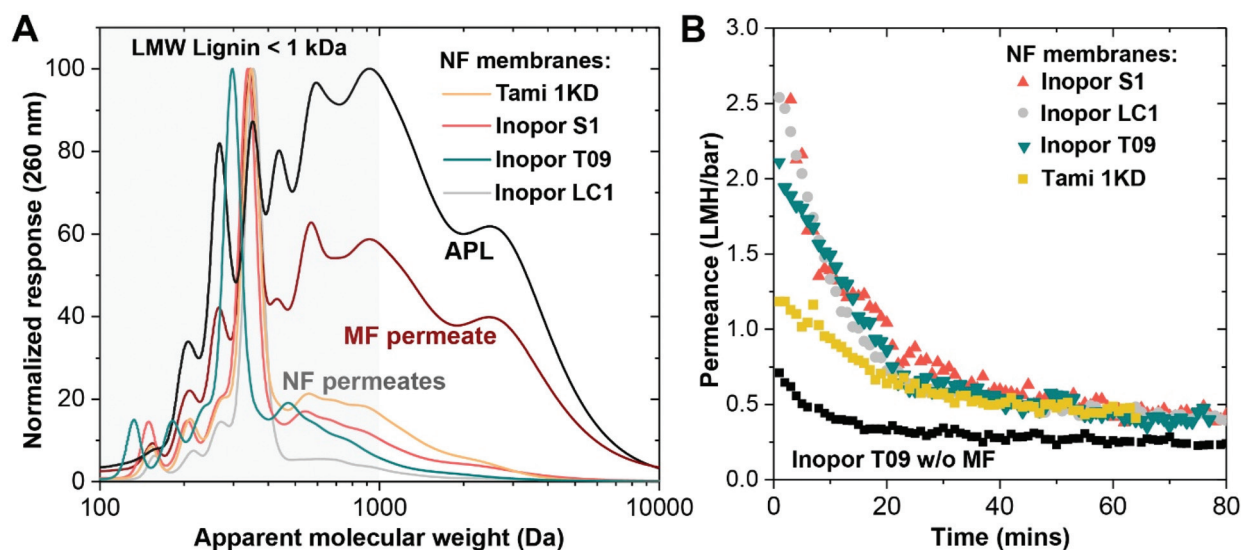 A
LMW Lignin < 1 kDa
NF membranes:
Tami 1KD
Inopor S1
Inopor T09
Inopor LC1
APL
MF permeate
NF permeates
Normalized response (260 nm)
100
80
60
40
20
0
100
1000
10000
Apparent molecular weight (Da)
B
NF membranes:
Inopor S1
Inopor LC1
Inopor T09
Tami 1KD
Inopor T09 w/o MF
Permeance (LMH/bar)
3.0
2.5
2.0
1.5
1.0
0.5
0.0
0
20
40
60
80
Time (mins)